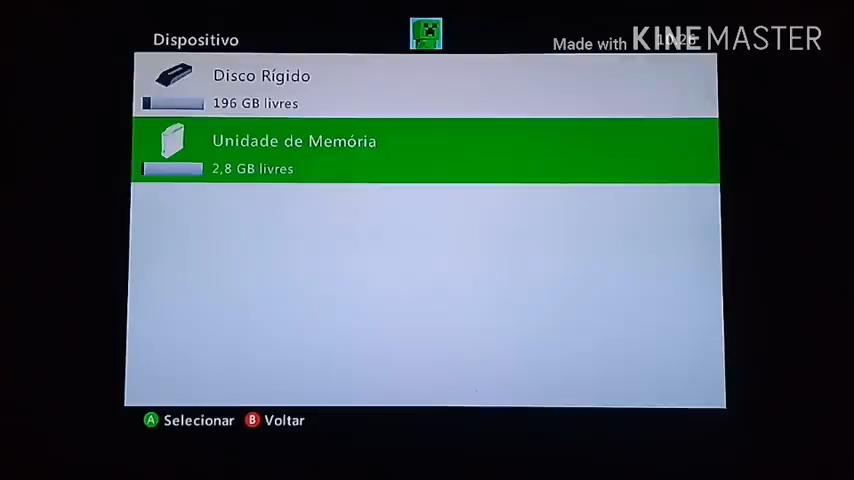 Dispositivo
Made with KINEMASTER
Disco Rígido
196 GB livres
Unidade de Memória
2,8 GB livres
A Selecionar B Voltar